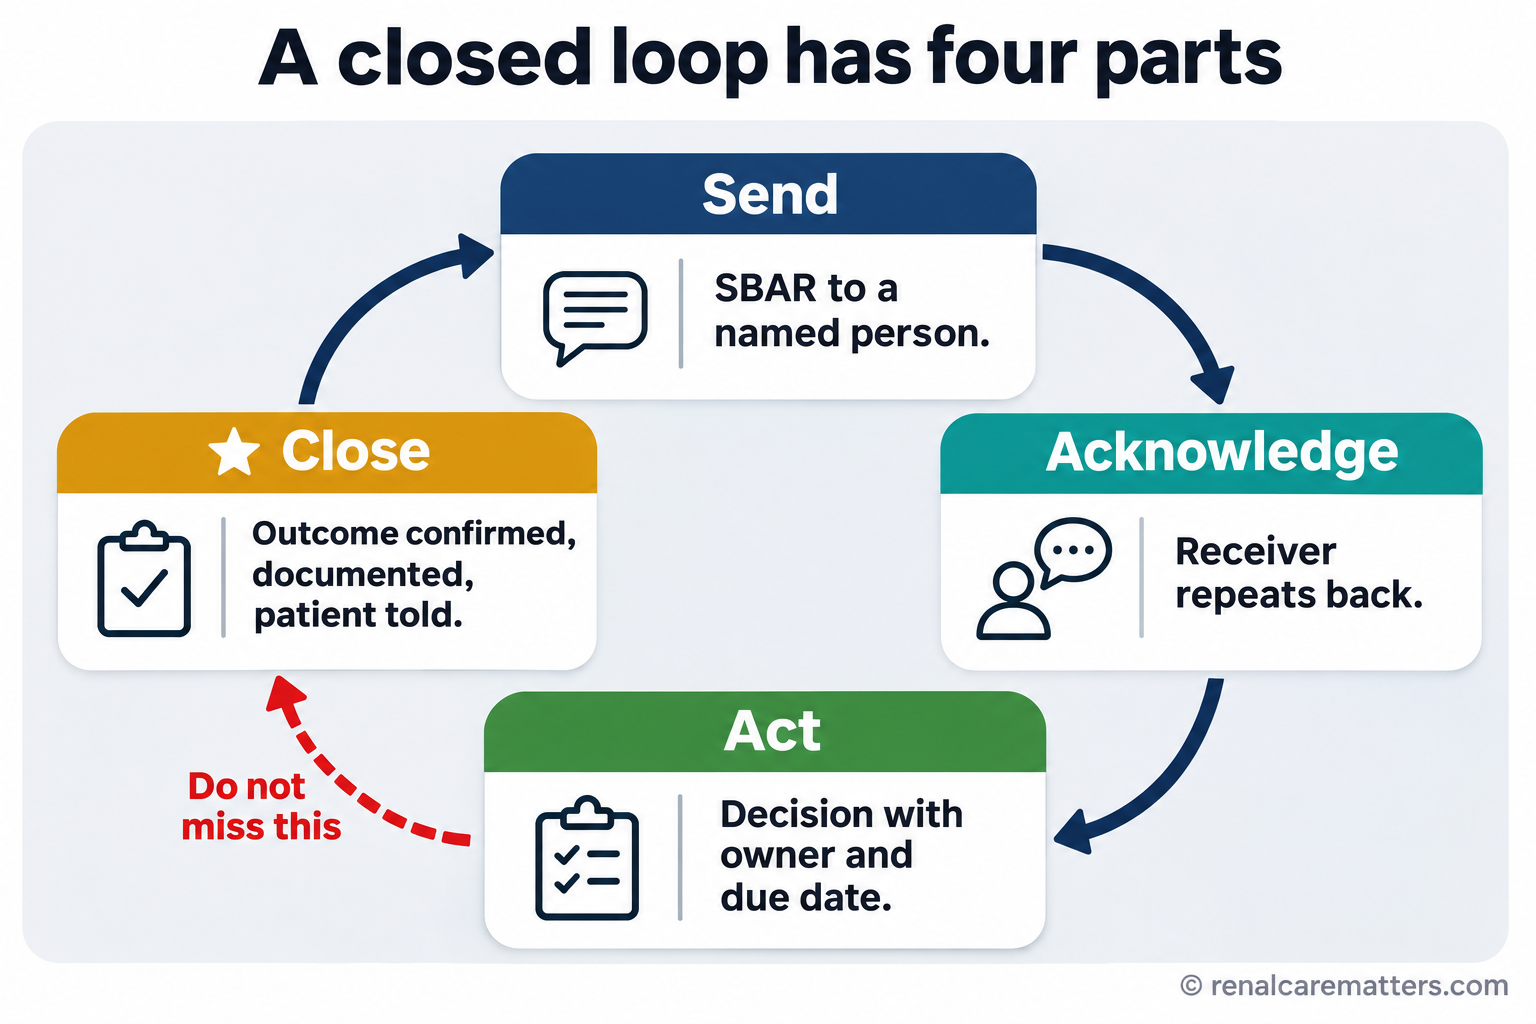 A closed loop has four parts
Send
SBAR to a
named person.
Acknowledge
Receiver
repeats back.
Act
Decision with
owner and
due date.
Close
Outcome confirmed,
documented,
patient told.
Do not
miss this
© renalcarematters.com